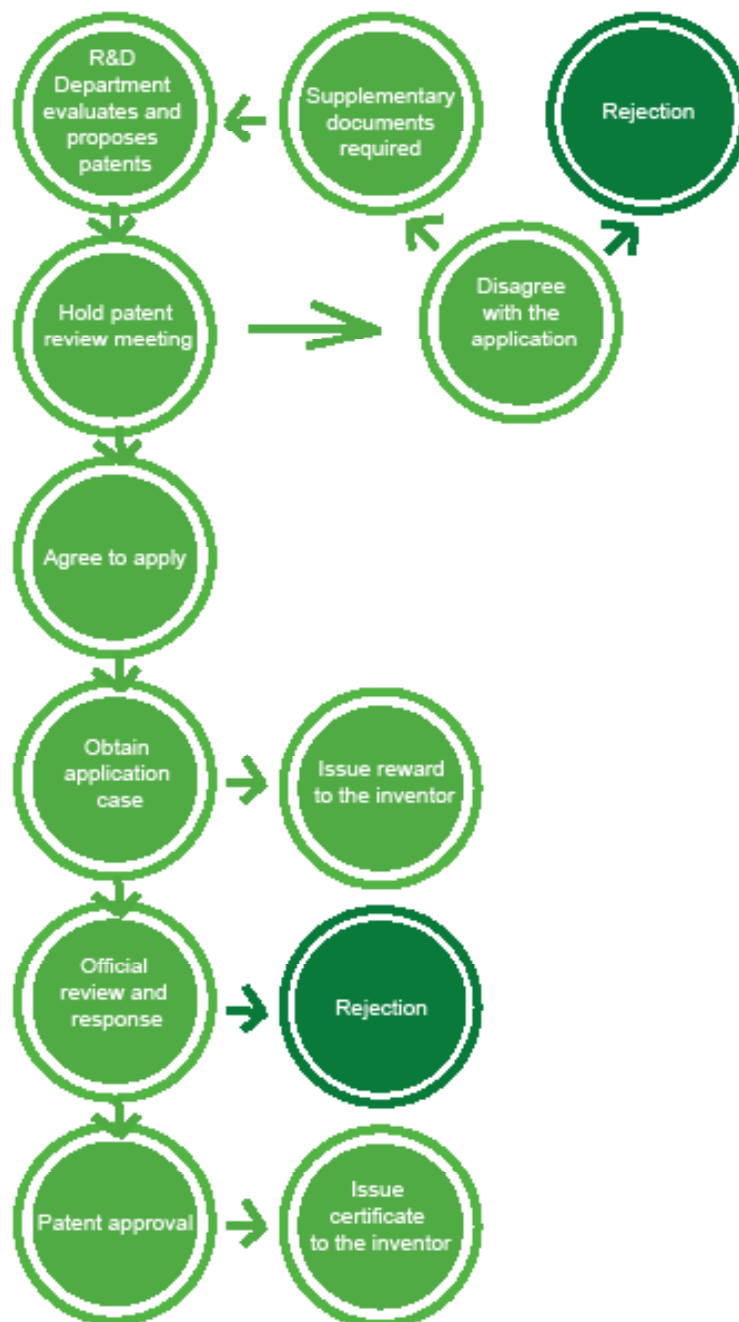 R&D
Department
evaluates and
proposes
patents
Supplementary
documents
required
Rejection
Hold patent
review meeting
Disagree
with the
application
Agree to apply
Obtain
application
case
Issue reward
to the inventor
Official
review and
response
Rejection
Patent approval
Issue
certificate
to the inventor